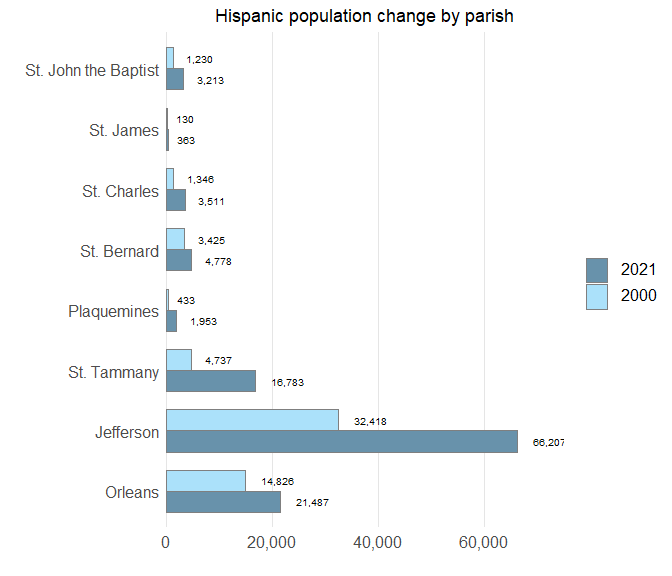 Hispanic population change by parish
St. John the Baptist
1,230
3,213
St. James
130
363
St. Charles
1,346
3,511
St. Bernard
3,425
4,778
Plaquemines
433
1,953
St. Tammany
4,737
16,783
Jefferson
32,418
66,207
Orleans
14,826
21,487
0 20,000 40,000 60,000
2021
2000